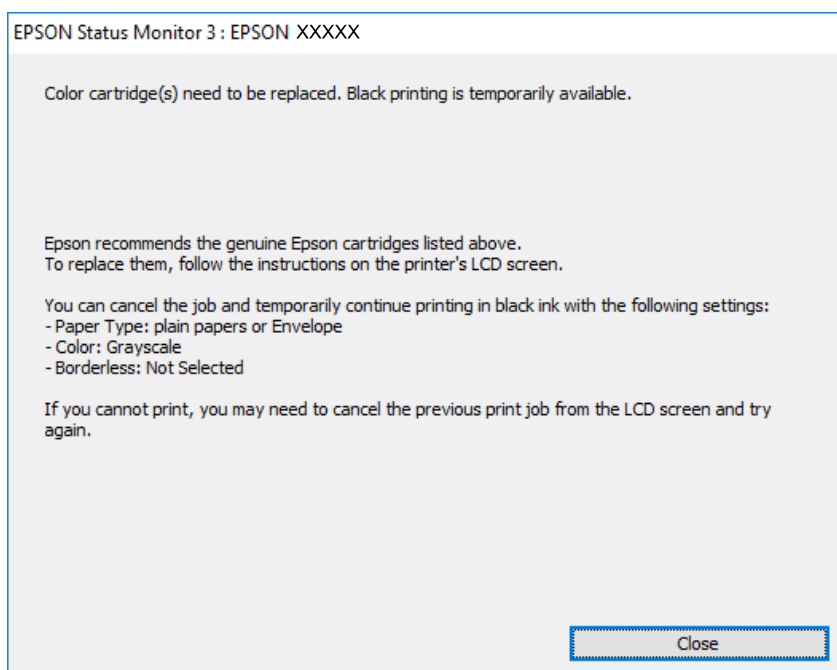 EPSON Status Monitor 3 : EPSON XXXXX
Color cartridge(s) need to be replaced. Black printing is temporarily available.
Epson recommends the genuine Epson cartridges listed above.
To replace them, follow the instructions on the printer's LCD screen.
You can cancel the job and temporarily continue printing in black ink with the following settings:
- Paper Type: plain papers or Envelope
- Color: Grayscale
- Borderless: Not Selected
If you cannot print, you may need to cancel the previous print job from the LCD screen and try
again.
Close